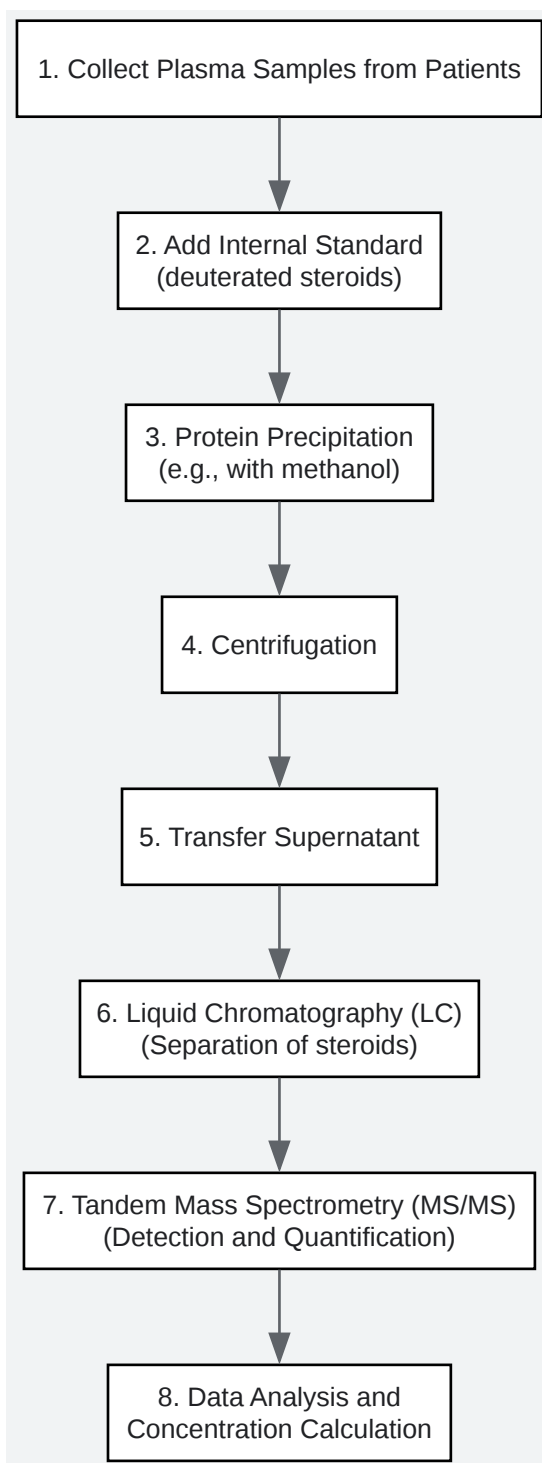 1. Collect Plasma Samples from Patients
2. Add Internal Standard
(deuterated steroids)
3. Protein Precipitation
(e.g., with methanol)
4. Centrifugation
5. Transfer Supernatant
6. Liquid Chromatography (LC)
(Separation of steroids)
7. Tandem Mass Spectrometry (MS/MS)
(Detection and Quantification)
8. Data Analysis and
Concentration Calculation